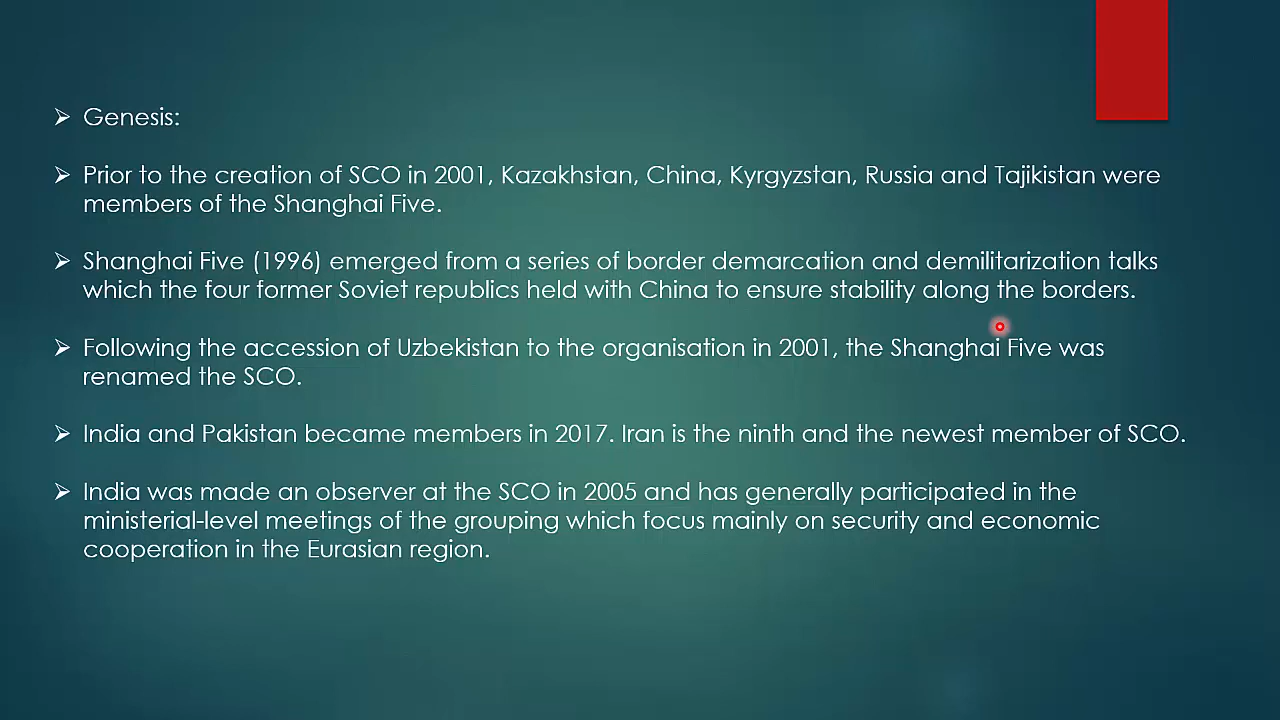 ➢ Genesis:
➢ Prior to the creation of SCO in 2001, Kazakhstan, China, Kyrgyzstan, Russia and Tajikistan were
members of the Shanghai Five.
➢ Shanghai Five (1996) emerged from a series of border demarcation and demilitarization talks
which the four former Soviet republics held with China to ensure stability along the borders.
➢ Following the accession of Uzbekistan to the organisation in 2001, the Shanghai Five was
renamed the SCO.
➢ India and Pakistan became members in 2017. Iran is the ninth and the newest member of SCO.
➢ India was made an observer at the SCO in 2005 and has generally participated in the
ministerial-level meetings of the grouping which focus mainly on security and economic
cooperation in the Eurasian region.